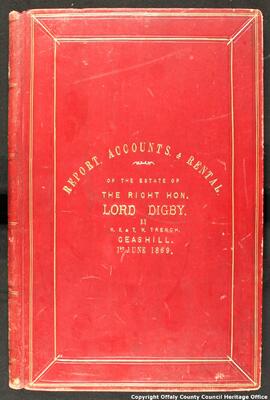 REPORT, ACCOUNTS, & RENTAL,
OF THE ESTATE OF
THE RIGHT HON.
LORD DIGBY.
BY
W. S. & T. W. TRENCH.
GEASHILL.
1ST JUNE 1869.
Copyright Offaly County Council Heritage Office